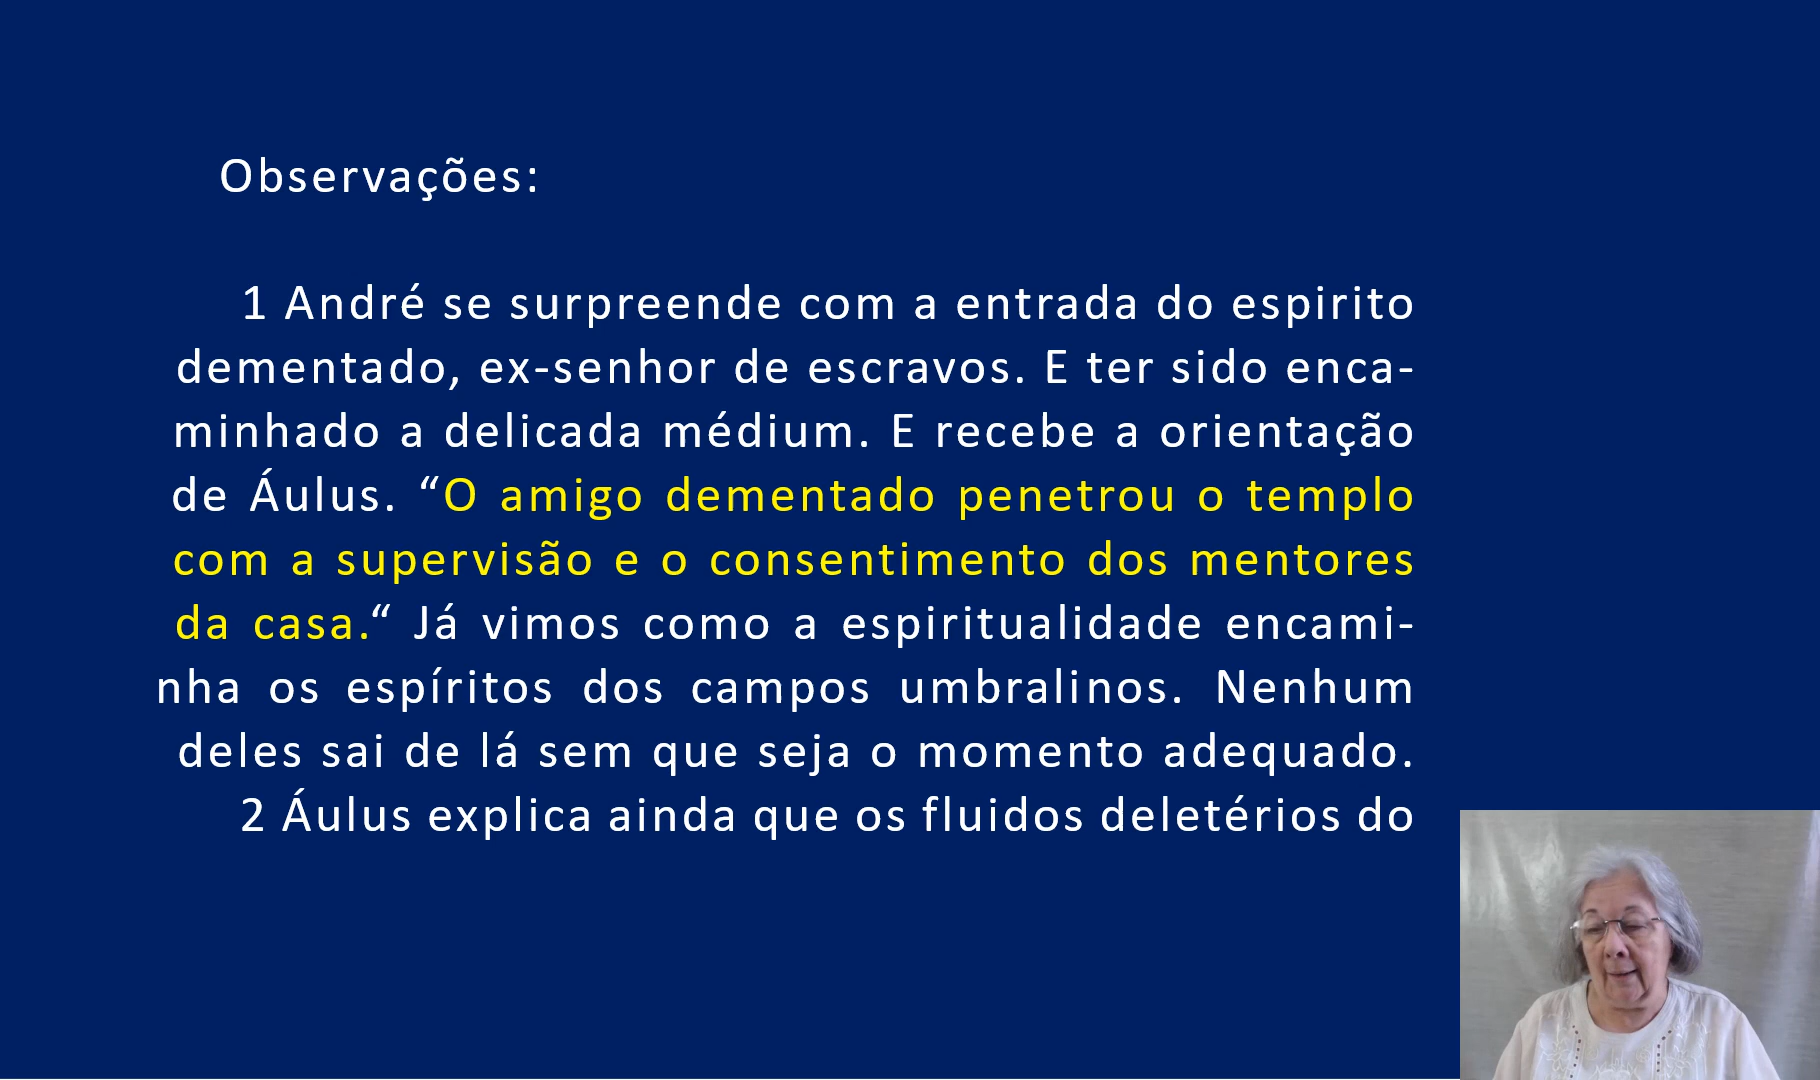 Observações:
1 André se surpreende com a entrada do espirito
dementado, ex-senhor de escravos. E ter sido enca-
minhado a delicada médium. E recebe a orientação
de Áulus. “O amigo dementado penetrou o templo
com a supervisão e o consentimento dos mentores
da casa.“ Já vimos como a espiritualidade encami-
nha os espíritos dos campos umbralinos. Nenhum
deles sai de lá sem que seja o momento adequado.
2 Áulus explica ainda que os fluidos deletérios do